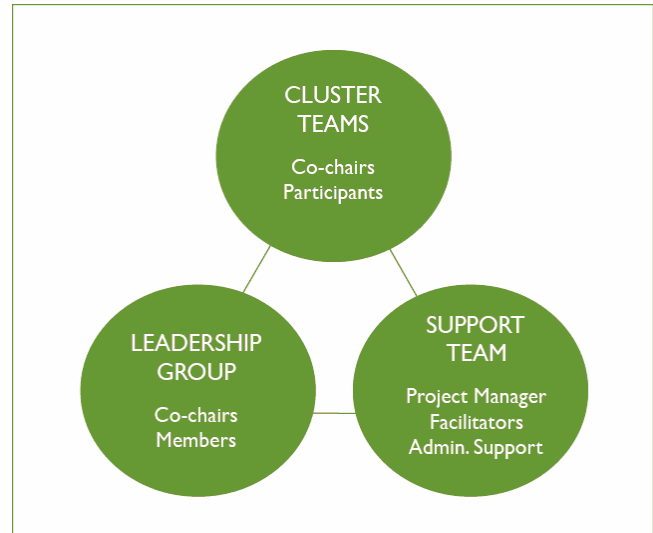 CLUSTER
TEAMS
Co-chairs
Participants
LEADERSHIP
GROUP
Co-chairs
Members
SUPPORT
TEAM
Project Manager
Facilitators
Admin. Support